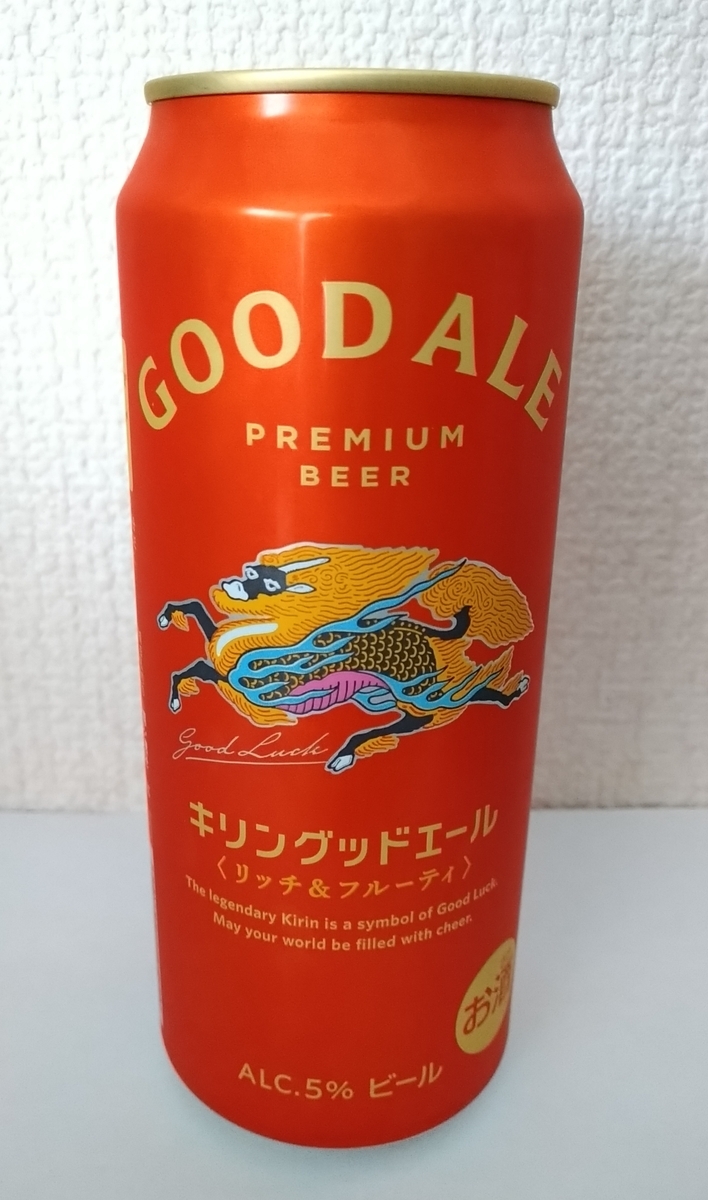 GOOD ALE
PREMIUM
BEER
Good Luck
キリングッドエール
〈リッチ&フルーティ〉
The legendary Kirin is a symbol of Good Luck.
May your world be filled with cheer.
お酒
ALC.5% ビール